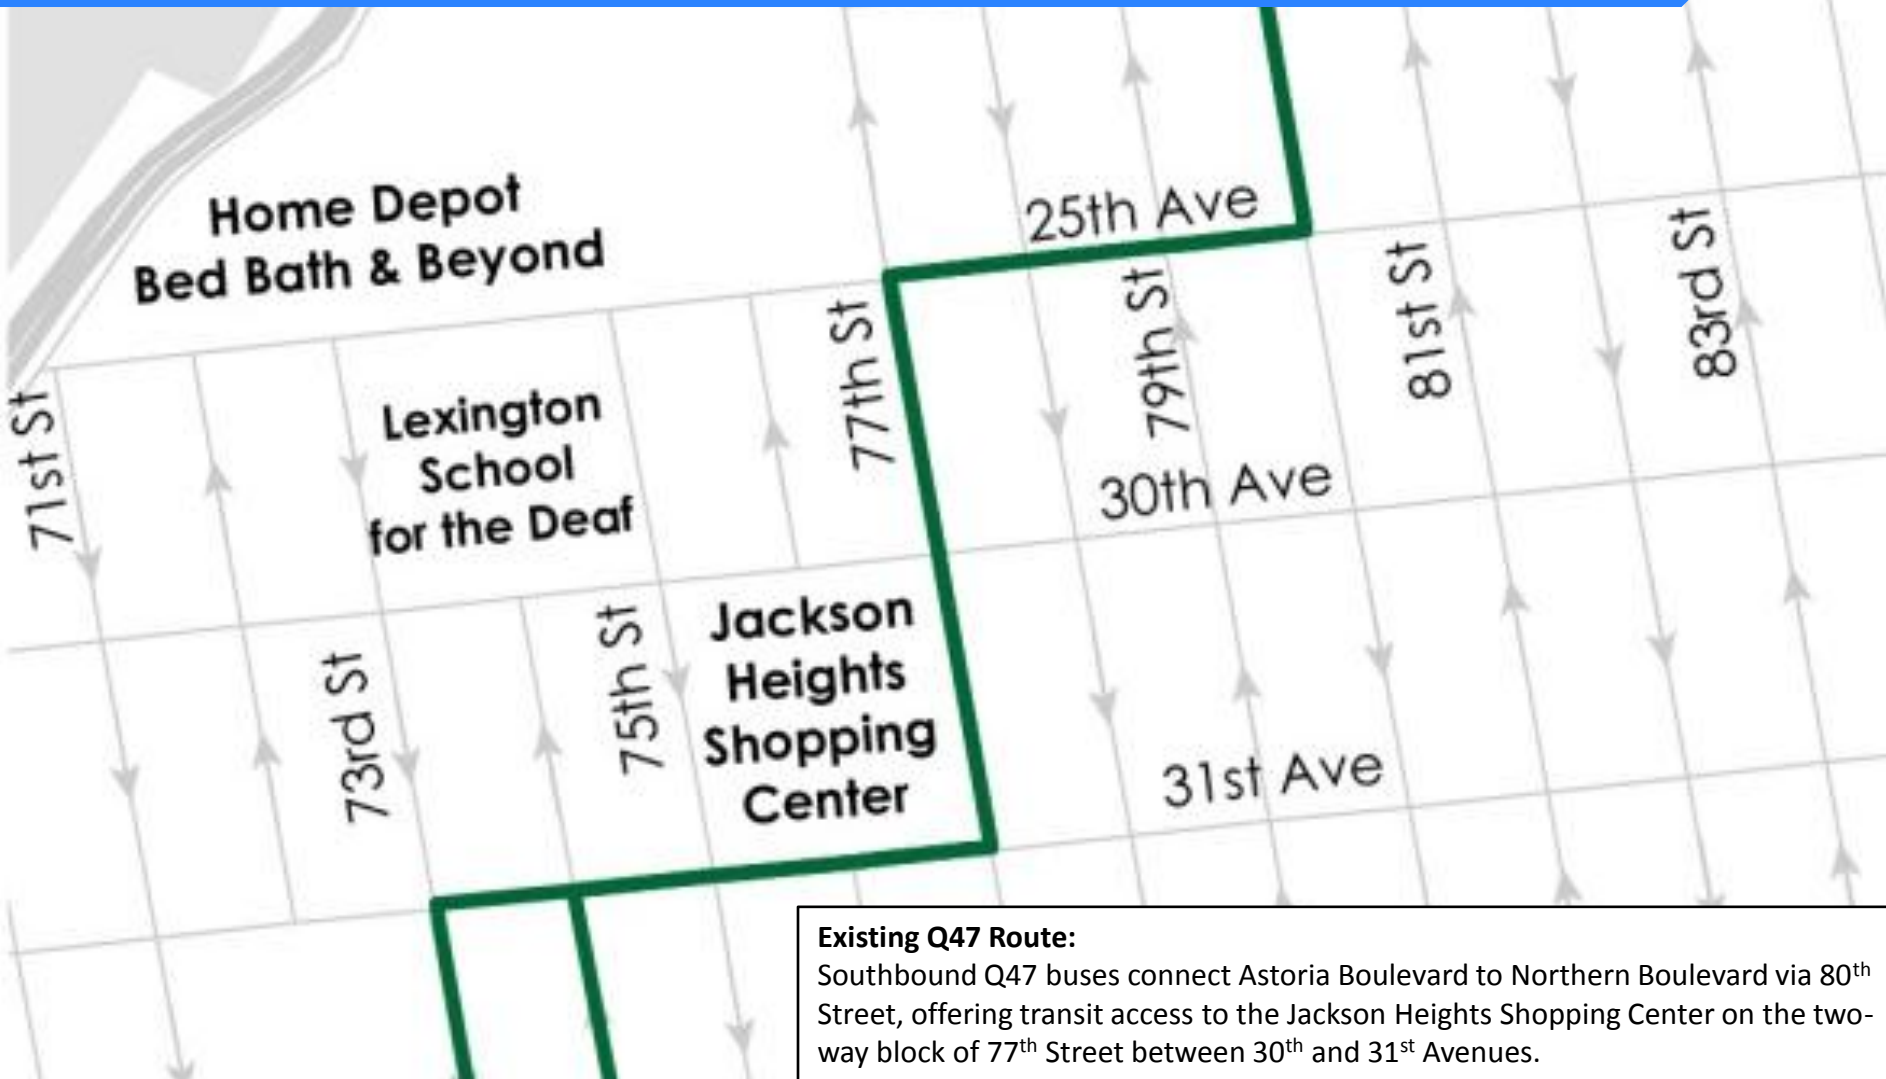 Home Depot
Bed Bath & Beyond
25th Ave
71st St
Lexington
School
for the Deaf
77th St
79th St
81st St
83rd St
30th Ave
73rd St
75th St
Jackson
Heights
Shopping
Center
31st Ave
Existing Q47 Route:
Southbound Q47 buses connect Astoria Boulevard to Northern Boulevard via 80th
Street, offering transit access to the Jackson Heights Shopping Center on the two-
way block of 77th Street between 30th and 31st Avenues.